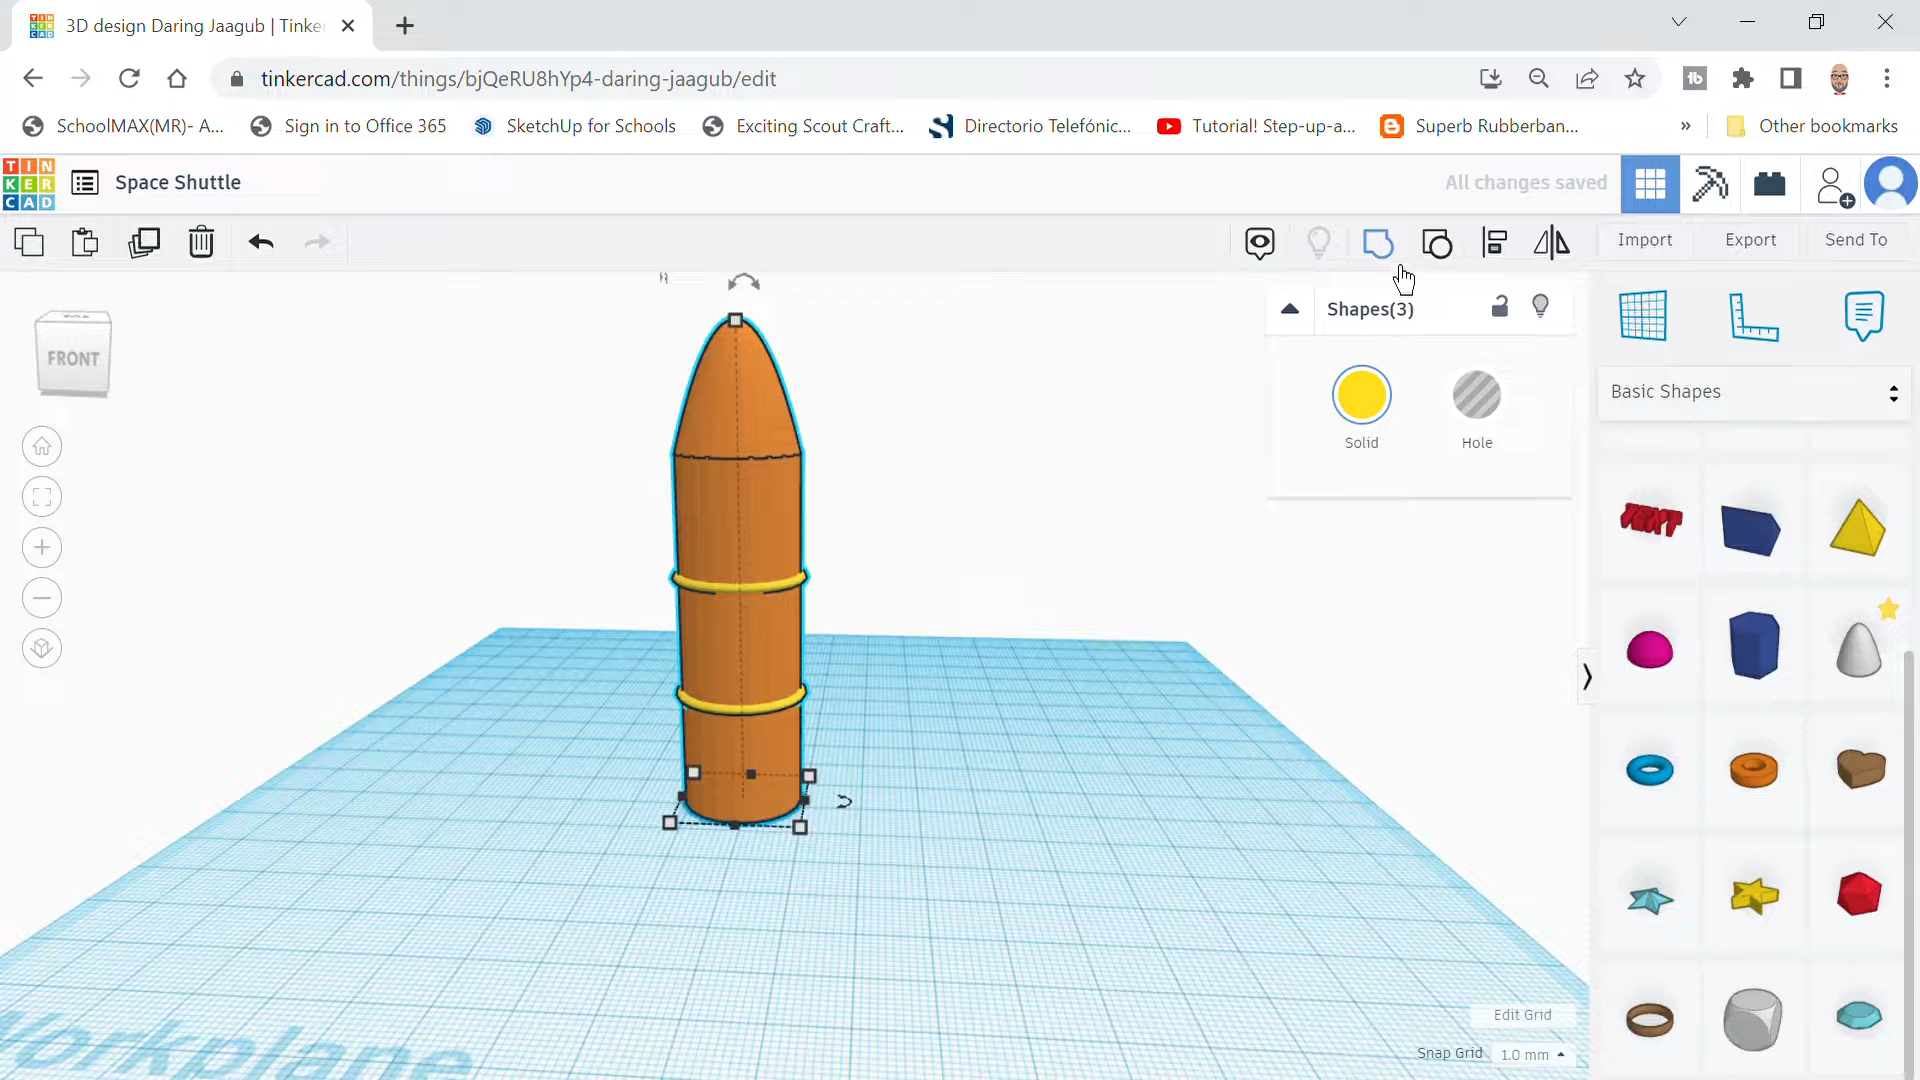 3D design Daring Jaagub | Tinke
tinkercad.com/things/bjQeRU8hYp4-daring-jaagub/edit
SchoolMAX(MR)- A... Sign in to Office 365 SketchUp for Schools Exciting Scout Craft... Directorio Telefónic... Tutorial! Step-up-a... Superb Rubberban... » Other bookmarks
TIN
KER
CAD
Space Shuttle
All changes saved
Import Export Send To
Shapes(3)
FRONT
Solid Hole
Basic Shapes
TEXT
Edit Grid
Snap Grid 1.0 mm
Workplane